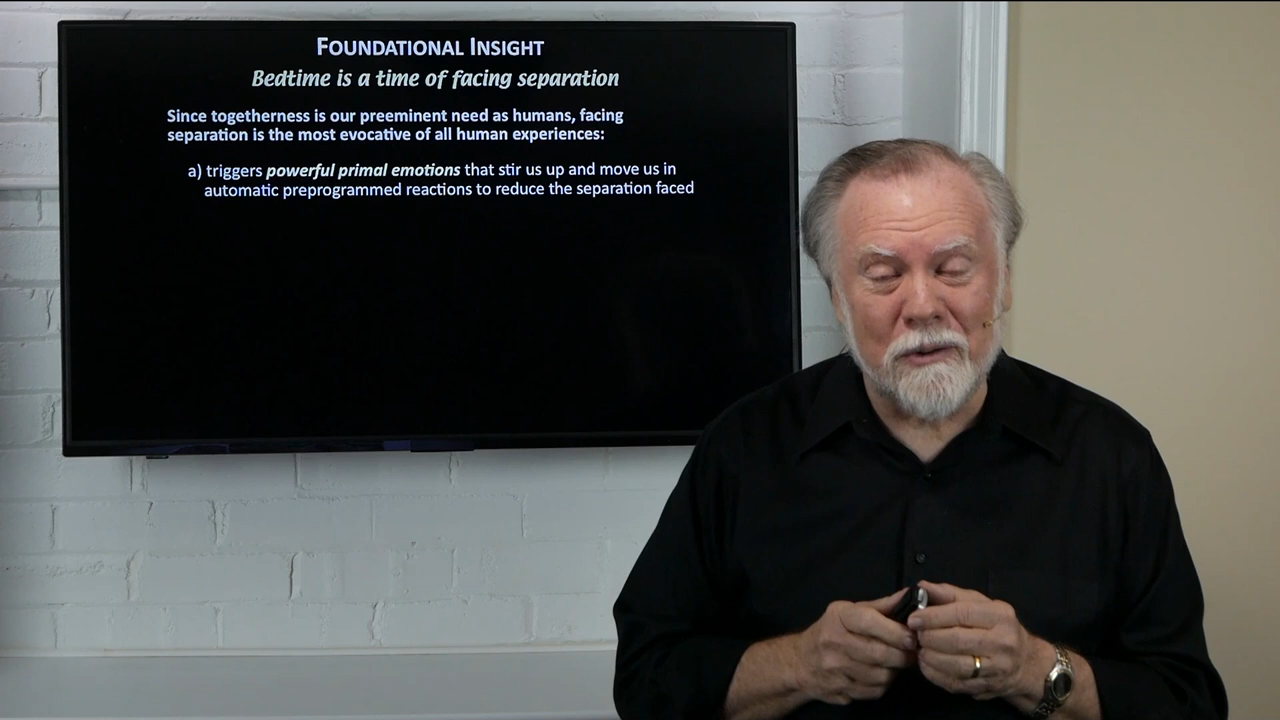 FOUNDATIONAL INSIGHT
Bedtime is a time of facing separation
Since togetherness is our preeminent need as humans, facing
separation is the most evocative of all human experiences:
a) triggers powerful primal emotions that stir us up and move us in
automatic preprogrammed reactions to reduce the separation faced